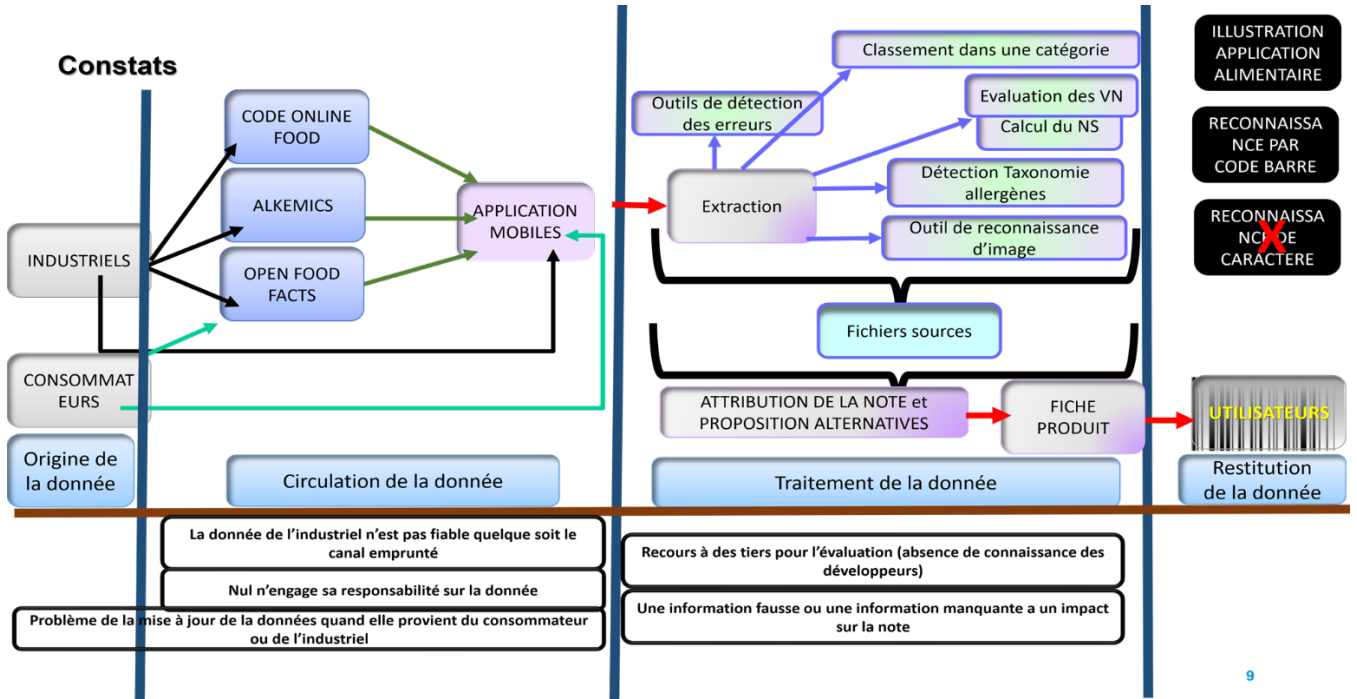 Constats
INDUSTRIELS
CONSOMMAT
EURS
Origine de
la donnée
CODE ONLINE
FOOD
ALKEMICS
OPEN FOOD
FACTS
APPLICATION
MOBILES
Circulation de la donnée
Classement dans une catégorie
Outils de détection
des erreurs
Evaluation des VN
Calcul du NS
Extraction
Détection Taxonomie
allergènes
Outil de reconnaissance
d’image
Fichiers sources
ATTRIBUTION DE LA NOTE et
PROPOSITION ALTERNATIVES
FICHE
PRODUIT
Traitement de la donnée
ILLUSTRATION
APPLICATION
ALIMENTAIRE
RECONNAISSA
NCE PAR
CODE BARRE
RECONNAISSA
NCE DE
CARACTERE
X
UTILISATEURS
Restitution
de la donnée
La donnée de l’industriel n’est pas fiable quelque soit le
canal emprunté
Nul n’engage sa responsabilité sur la donnée
Problème de la mise à jour de la données quand elle provient du consommateur
ou de l’industriel
Recours à des tiers pour l’évaluation (absence de connaissance des
développeurs)
Une information fausse ou une information manquante a un impact
sur la note
9